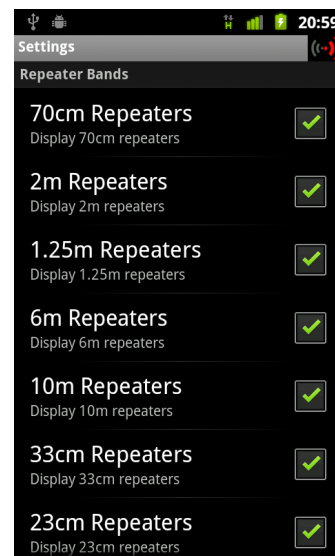 H 20:59
Settings
Repeater Bands
70cm Repeaters
Display 70cm repeaters
2m Repeaters
Display 2m repeaters
1.25m Repeaters
Display 1.25m repeaters
6m Repeaters
Display 6m repeaters
10m Repeaters
Display 10m repeaters
33cm Repeaters
Display 33cm repeaters
23cm Repeaters
Display 23cm repeaters